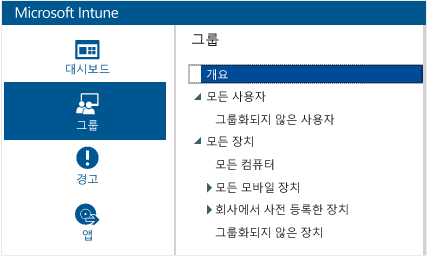 Microsoft Intune
대시보드
그룹
경고
앱
그룹
개요
모든 사용자
그룹화되지 않은 사용자
모든 장치
모든 컴퓨터
모든 모바일 장치
회사에서 사전 등록한 장치
그룹화되지 않은 장치